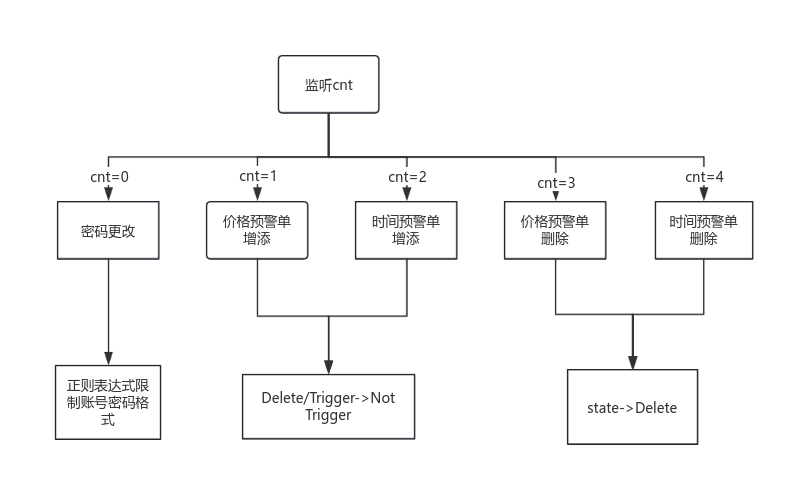 监听cnt
cnt=0
cnt=1
cnt=2
cnt=3
cnt=4
密码更改
价格预警单
增添
时间预警单
增添
价格预警单
删除
时间预警单
删除
正则表达式限
制账号密码格
式
Delete/Trigger->Not
Trigger
state->Delete